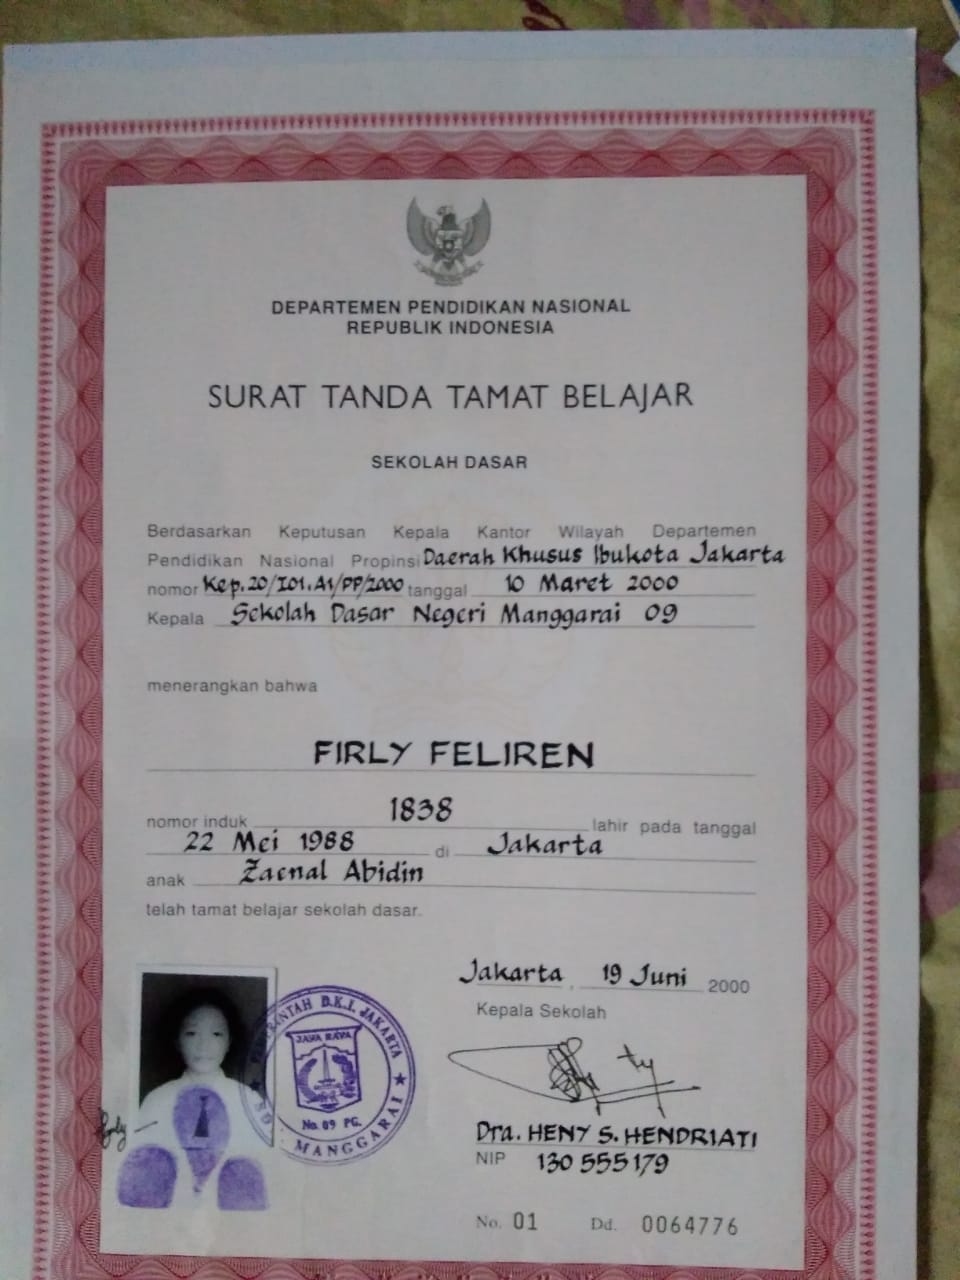 DEPARTEMEN PENDIDIKAN NASIONAL
REPUBLIK INDONESIA
SURAT TANDA TAMAT BELAJAR
SEKOLAH DASAR
Berdasarkan Keputusan Kepala Kantor Wilayah Departemen
Pendidikan Nasional Propinsi Daerah Khusus Ibukota Jakarta
nomor Kep.20/I01.A1/PP/2000 tanggal 10 Maret 2000
Kepala Sekolah Dasar Negeri Manggarai 09
menerangkan bahwa
FIRLY FELIREN
nomor induk 1838 lahir pada tanggal
22 Mei 1988 di Jakarta
anak Zaenal Abidin
telah tamat belajar sekolah dasar.
Jakarta, 19 Juni 2000
Kepala Sekolah
D.K.I. JAKARTA
JAYA RAYA
No. 09 PG.
MANGGARAI
Dra. HENY S. HENDRIATI
NIP 130 555 179
No. 01 Dd. 0064776